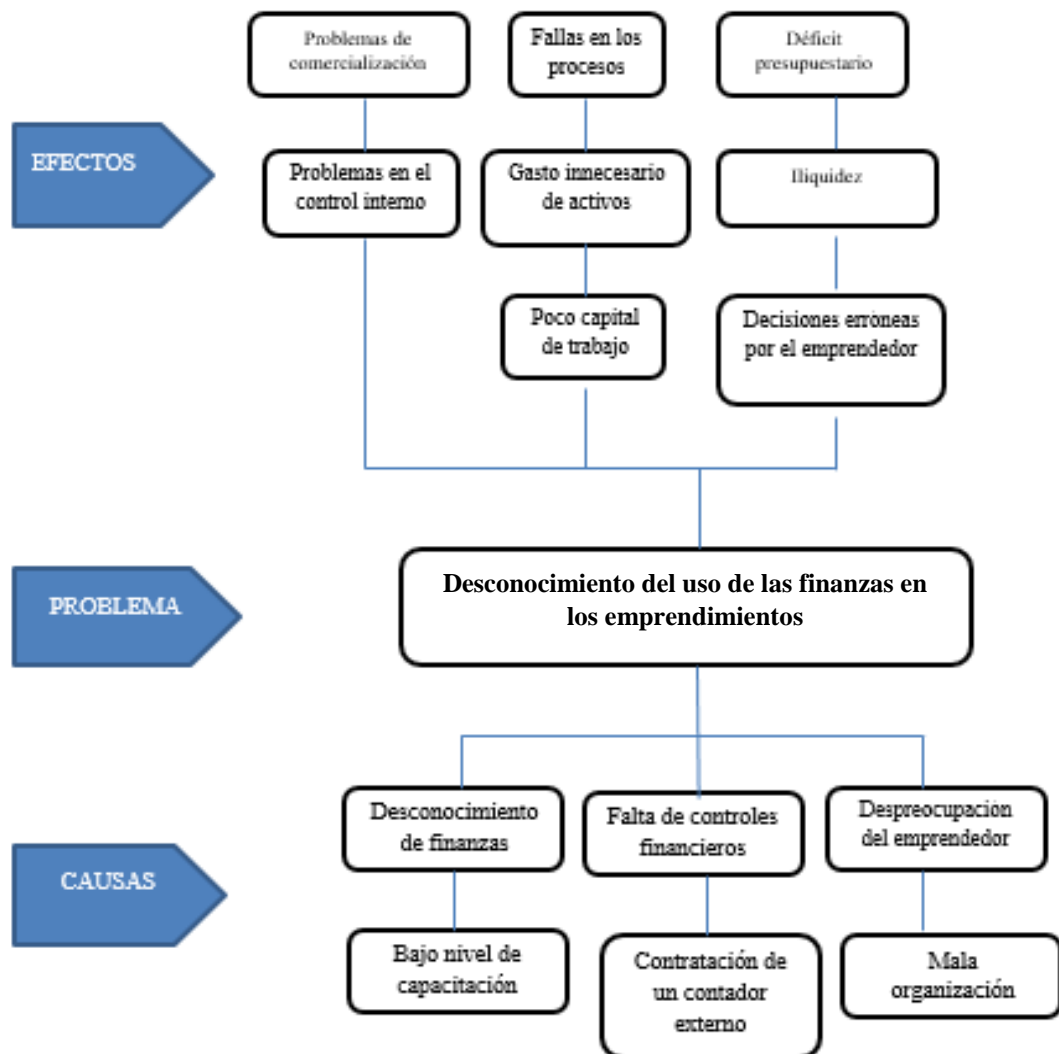 Problemas de
comercialización
Fallas en los
procesos
Déficit
presupuestario
EFECTOS
Problemas en el
control interno
Gasto innecesario
de activos
Iliquidez
Poco capital
de trabajo
Decisiones erróneas
por el emprendedor
PROBLEMA
Desconocimiento del uso de las finanzas en
los emprendimientos
Desconocimiento
de finanzas
Falta de controles
financieros
Despreocupación
del emprendedor
CAUSAS
Bajo nivel de
capacitación
Contratación de
un contador
externo
Mala
organización